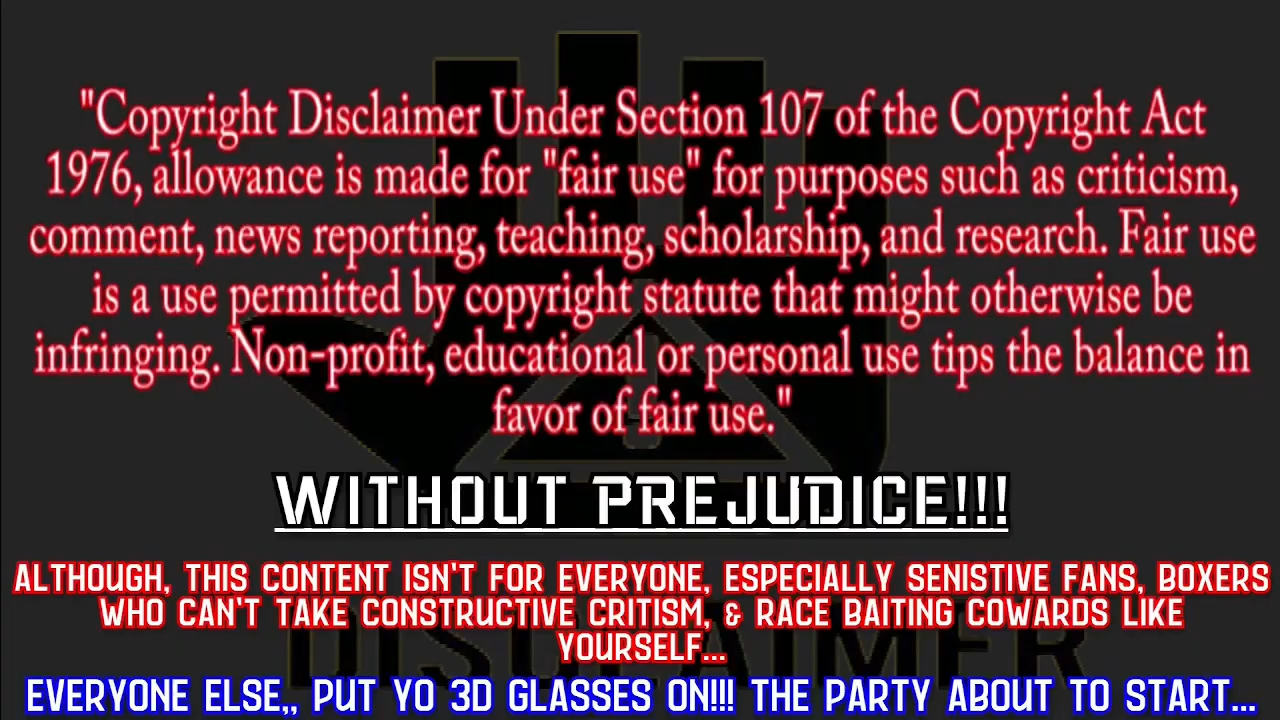 "Copyright Disclaimer Under Section 107 of the Copyright Act
1976, allowance is made for "fair use" for purposes such as criticism,
comment, news reporting, teaching, scholarship, and research. Fair use
is a use permitted by copyright statute that might otherwise be
infringing. Non-profit, educational or personal use tips the balance in
favor of fair use."
WITHOUT PREJUDICE!!!
ALTHOUGH, THIS CONTENT ISN'T FOR EVERYONE, ESPECIALLY SENISTIVE FANS, BOXERS
WHO CAN'T TAKE CONSTRUCTIVE CRITISM, & RACE BAITING COWARDS LIKE
YOURSELF...
DISCLAIMER
EVERYONE ELSE,, PUT YO 3D GLASSES ON!!! THE PARTY ABOUT TO START...